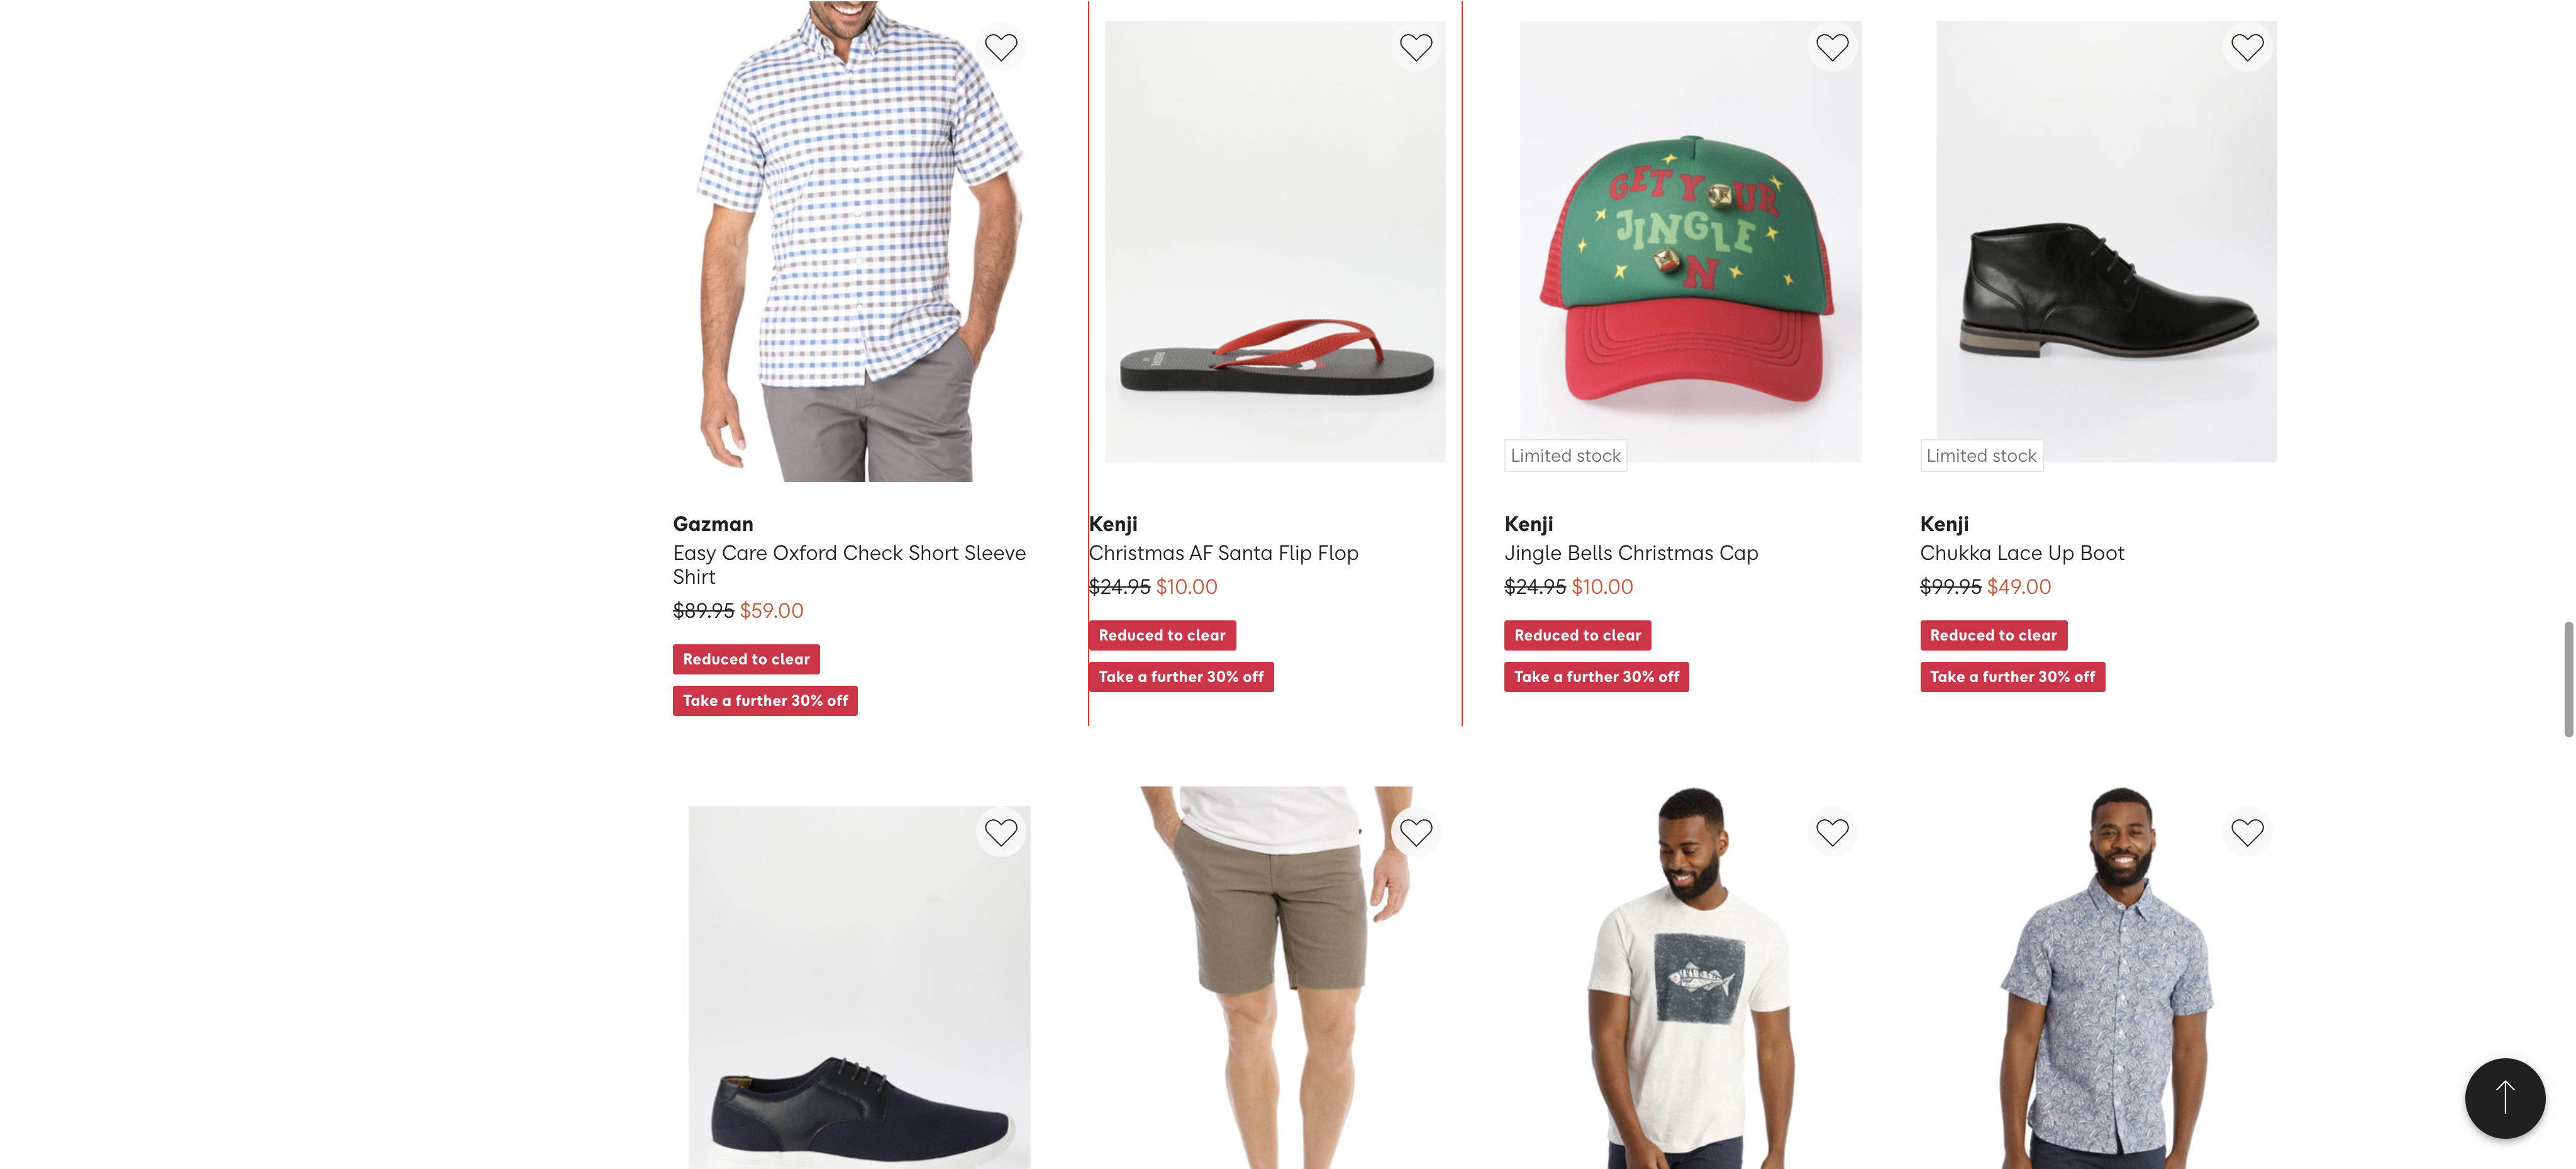 GET Y UR
JINGLE
N
Limited stock
Limited stock
Gazman
Easy Care Oxford Check Short Sleeve
Shirt
$89.95 $59.00
Reduced to clear
Take a further 30% off
Kenji
Christmas AF Santa Flip Flop
$24.95 $10.00
Reduced to clear
Take a further 30% off
Kenji
Jingle Bells Christmas Cap
$24.95 $10.00
Reduced to clear
Take a further 30% off
Kenji
Chukka Lace Up Boot
$99.95 $49.00
Reduced to clear
Take a further 30% off